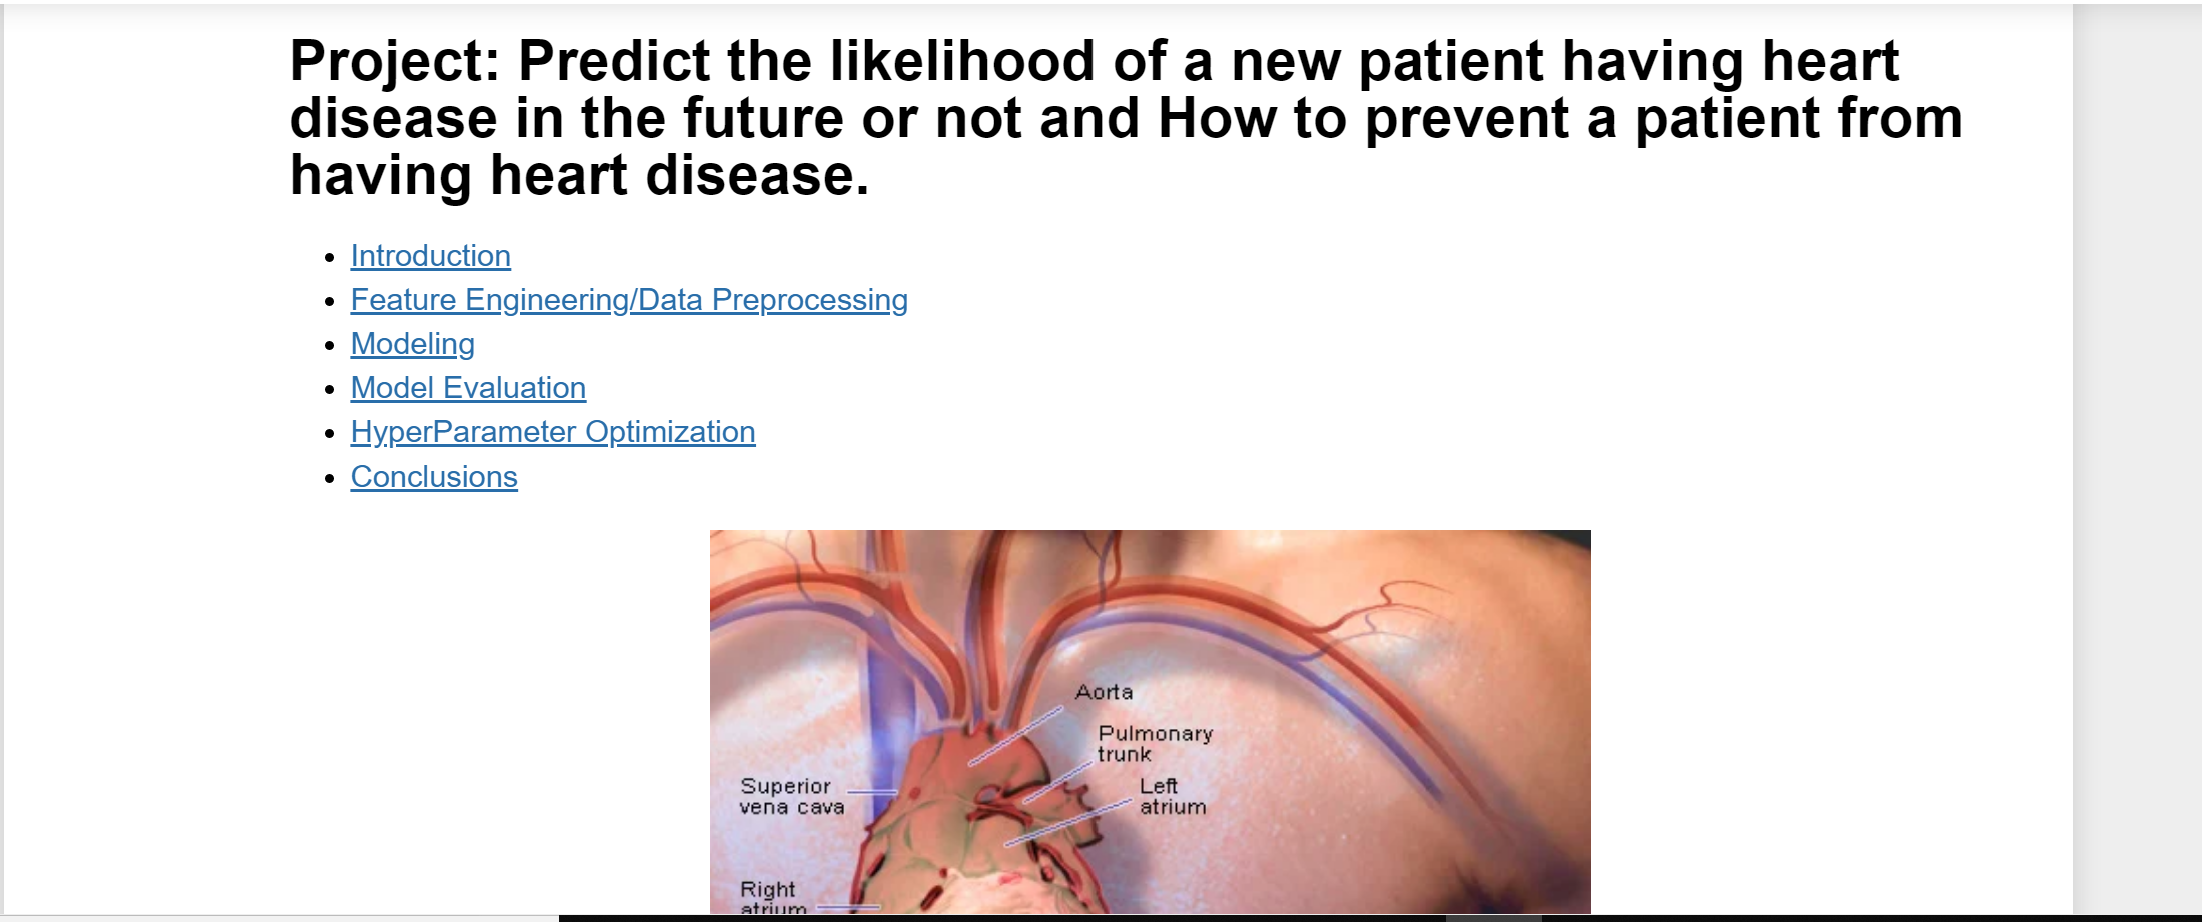 Project: Predict the likelihood of a new patient having heart
disease in the future or not and How to prevent a patient from
having heart disease.
Introduction
Feature Engineering/Data Preprocessing
Modeling
Model Evaluation
HyperParameter Optimization
Conclusions
Aorta
Pulmonary
trunk
Superior
vena cava
Left
atrium
Right
atrium